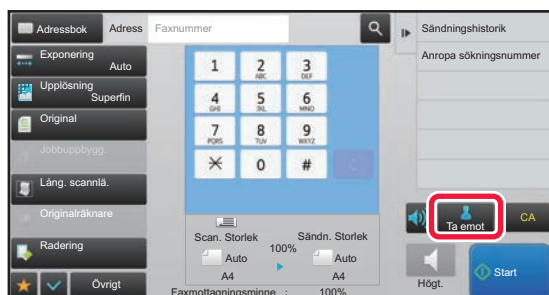 Adressbok
Adress
Faxnummer
Sändningshistorik
Exponering
Auto
Anropa sökningsnummer
Upplösning
Superfin
Original
Jobbuppbygg.
Lång. scannlä.
Originalräknare
Radering
Övrigt
1
2
ABC
3
DEF
4
GHI
5
JKL
6
MNO
7
PQRS
8
TUV
9
WXYZ
0
#
C
Scan. Storlek
100%
Sändn. Storlek
Auto
Auto
A4
A4
Faxmottagningsminne : 100%
Ta emot
CA
Högt.
Start